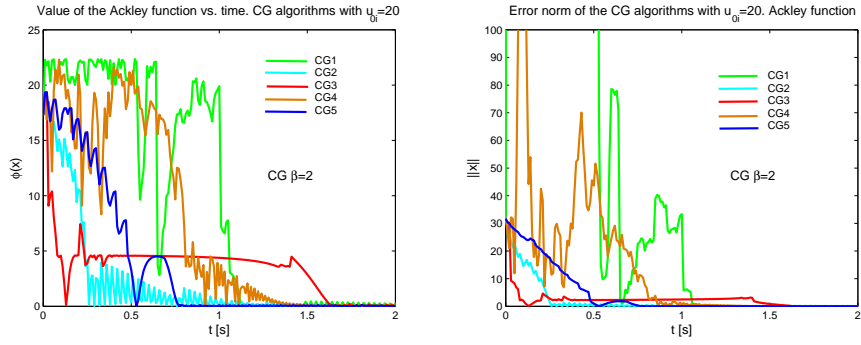 Value of the Ackley function vs. time. CG algorithms with u0i=20
25
20
15
10
5
0
φ(x)
CG1
CG2
CG3
CG4
CG5
CG β=2
0
0.5
1
1.5
2
t [s]
Error norm of the CG algorithms with u0i=20. Ackley function
100
90
80
70
60
50
40
30
20
10
0
||x||
CG1
CG2
CG3
CG4
CG5
CG β=2
0
0.5
1
1.5
2
t [s]